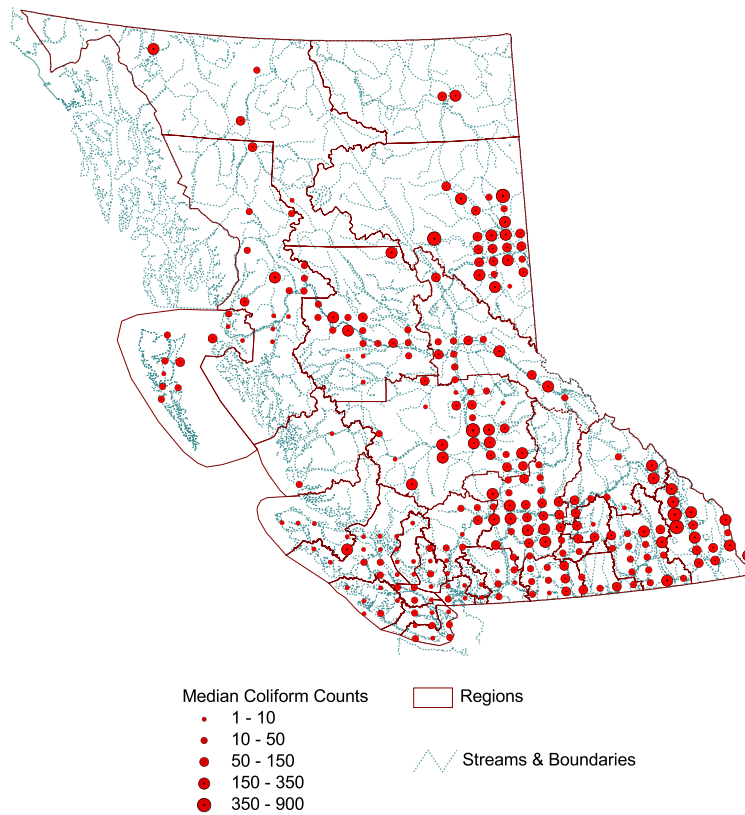 Median Coliform Counts
1 - 10
10 - 50
50 - 150
150 - 350
350 - 900
Regions
Streams & Boundaries